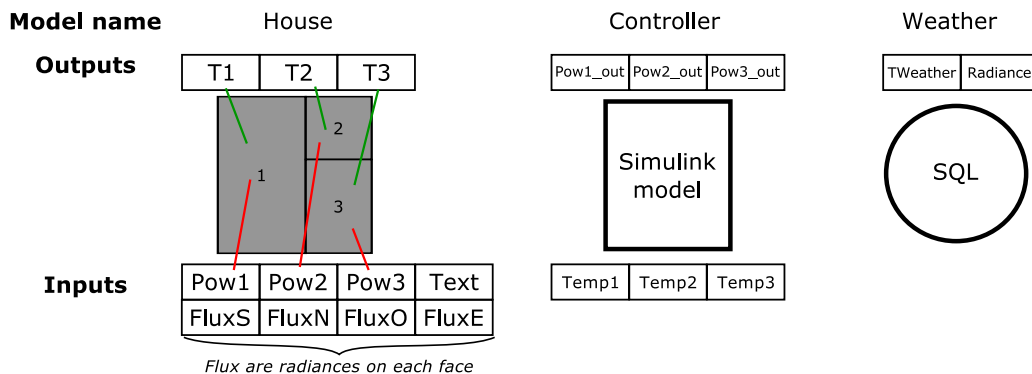 Model name House Controller Weather
Outputs T1 T2 T3 Pow1_out Pow2_out Pow3_out TWeather Radiance
2
1
3
Simulink
model
SQL
Inputs Pow1 Pow2 Pow3 Text Temp1 Temp2 Temp3
FluxS FluxN FluxO FluxE
Flux are radiances on each face